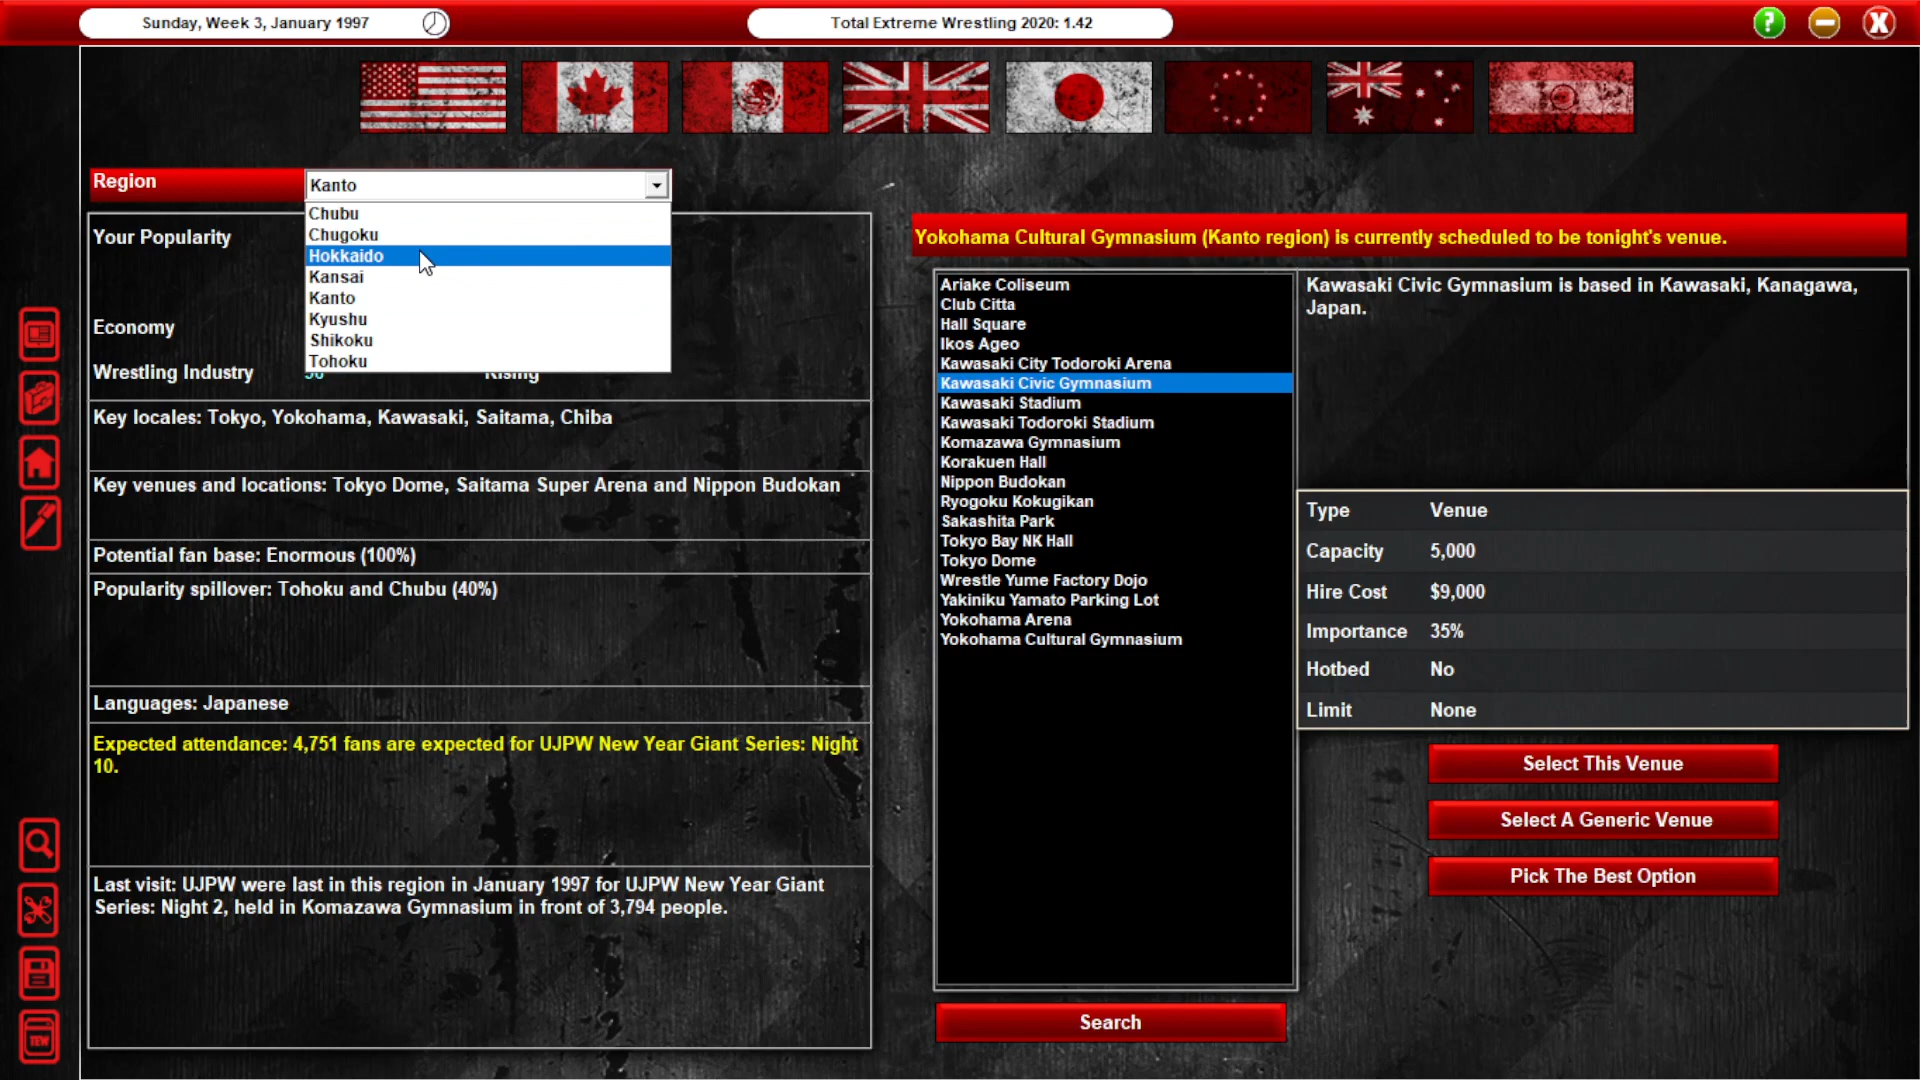 Sunday, Week 3, January 1997
Total Extreme Wrestling 2020: 1.42
?
X
Region
Kanto
Chubu
Chugoku
Hokkaido
Kansai
Kanto
Kyushu
Shikoku
Tohoku
Your Popularity
Economy
Wrestling Industry
Rising
Key locales: Tokyo, Yokohama, Kawasaki, Saitama, Chiba
Key venues and locations: Tokyo Dome, Saitama Super Arena and Nippon Budokan
Potential fan base: Enormous (100%)
Popularity spillover: Tohoku and Chubu (40%)
Languages: Japanese
Expected attendance: 4,751 fans are expected for UJPW New Year Giant Series: Night
10.
Last visit: UJPW were last in this region in January 1997 for UJPW New Year Giant
Series: Night 2, held in Komazawa Gymnasium in front of 3,794 people.
Yokohama Cultural Gymnasium (Kanto region) is currently scheduled to be tonight's venue.
Ariake Coliseum
Club Citta
Hall Square
Ikos Ageo
Kawasaki City Todoroki Arena
Kawasaki Civic Gymnasium
Kawasaki Stadium
Kawasaki Todoroki Stadium
Komazawa Gymnasium
Korakuen Hall
Nippon Budokan
Ryogoku Kokugikan
Sakashita Park
Tokyo Bay NK Hall
Tokyo Dome
Wrestle Yume Factory Dojo
Yakiniku Yamato Parking Lot
Yokohama Arena
Yokohama Cultural Gymnasium
Search
Kawasaki Civic Gymnasium is based in Kawasaki, Kanagawa,
Japan.
Type Venue
Capacity 5,000
Hire Cost $9,000
Importance 35%
Hotbed No
Limit None
Select This Venue
Select A Generic Venue
Pick The Best Option
TEW